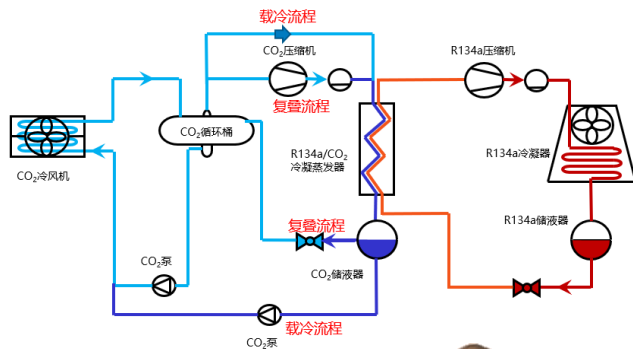 载冷流程
CO₂压缩机
R134a压缩机
复叠流程
CO₂循环桶
R134a/CO₂
冷凝蒸发器
R134a冷凝器
CO₂冷风机
复叠流程
R134a储液器
CO₂泵
CO₂储液器
载冷流程
CO₂泵